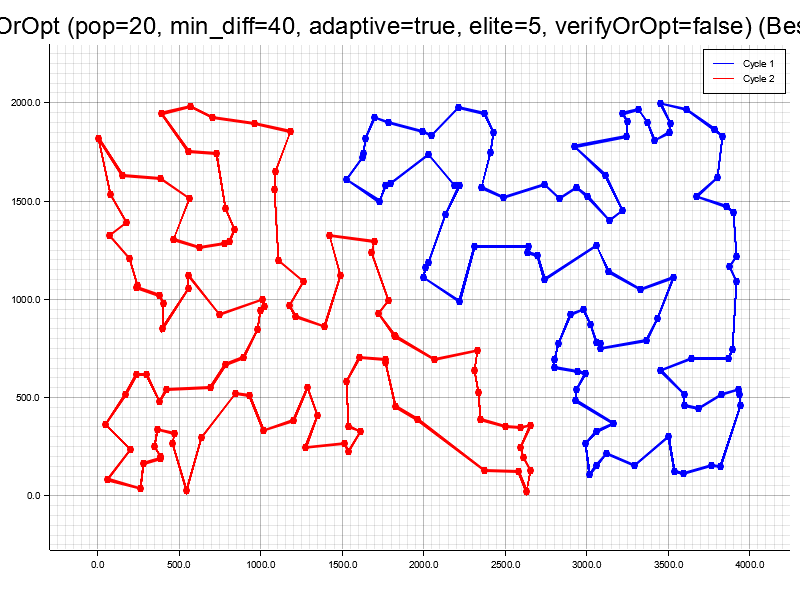 OrOpt (pop=20, min_diff=40, adaptive=true, elite=5, verifyOrOpt=false) (Bes
Cycle 1
Cycle 2
2000.0
1500.0
1000.0
500.0
0.0
0.0 500.0 1000.0 1500.0 2000.0 2500.0 3000.0 3500.0 4000.0